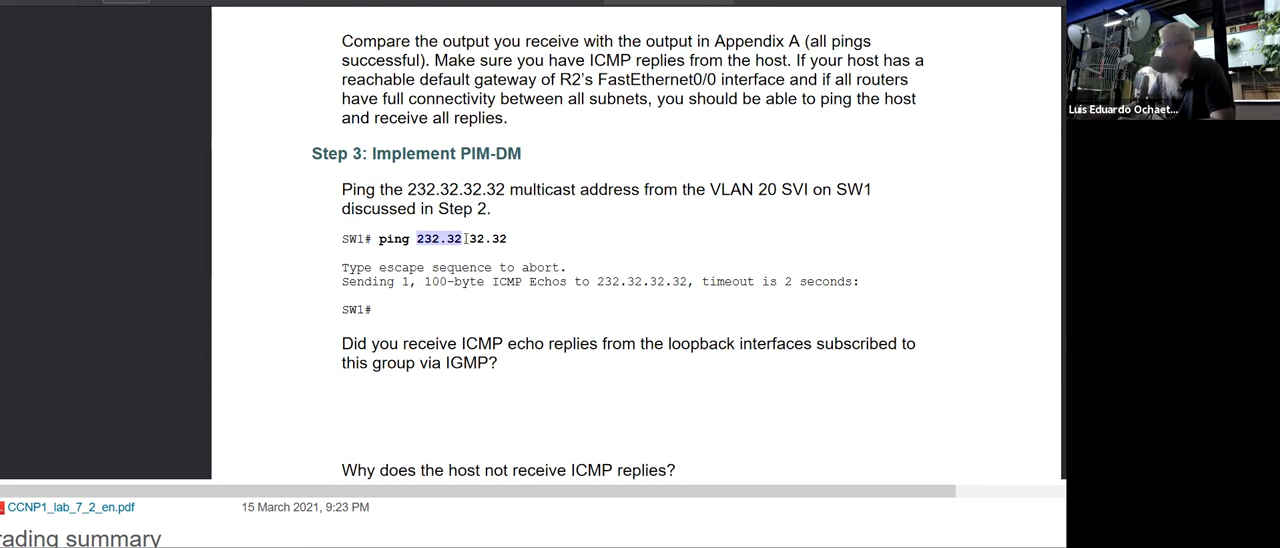 Compare the output you receive with the output in Appendix A (all pings
successful). Make sure you have ICMP replies from the host. If your host has a
reachable default gateway of R2's FastEthernet0/0 interface and if all routers
have full connectivity between all subnets, you should be able to ping the host
and receive all replies.
Luis Eduardo Ochaet...
Step 3: Implement PIM-DM
Ping the 232.32.32.32 multicast address from the VLAN 20 SVI on SW1
discussed in Step 2.
SW1# ping 232.32.32.32
Type escape sequence to abort.
Sending 1, 100-byte ICMP Echos to 232.32.32.32, timeout is 2 seconds:
SW1#
Did you receive ICMP echo replies from the loopback interfaces subscribed to
this group via IGMP?
Why does the host not receive ICMP replies?
CCNP1_lab_7_2_en.pdf 15 March 2021, 9:23 PM
rading summary